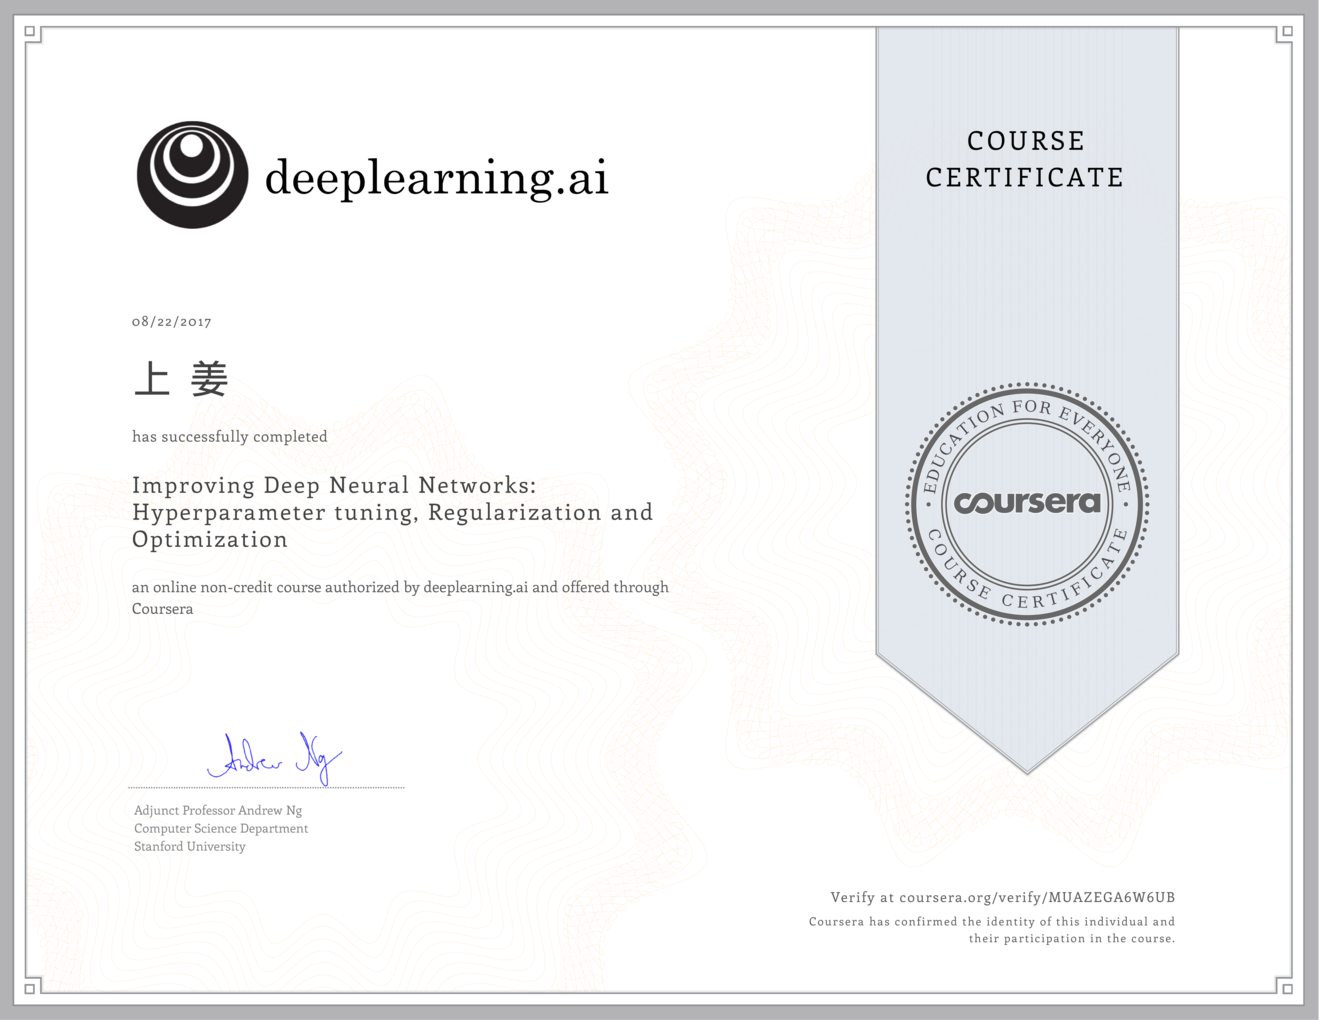 deeplearning.ai
COURSE
CERTIFICATE
08/22/2017
上 姜
has successfully completed
Improving Deep Neural Networks:
Hyperparameter tuning, Regularization and
Optimization
an online non-credit course authorized by deeplearning.ai and offered through
Coursera
EDUCATION FOR EVERYONE
coursera
COURSE CERTIFICATE
Andrew Ng
Adjunct Professor Andrew Ng
Computer Science Department
Stanford University
Verify at coursera.org/verify/MUAZEGA6W6UB
Coursera has confirmed the identity of this individual and
their participation in the course.